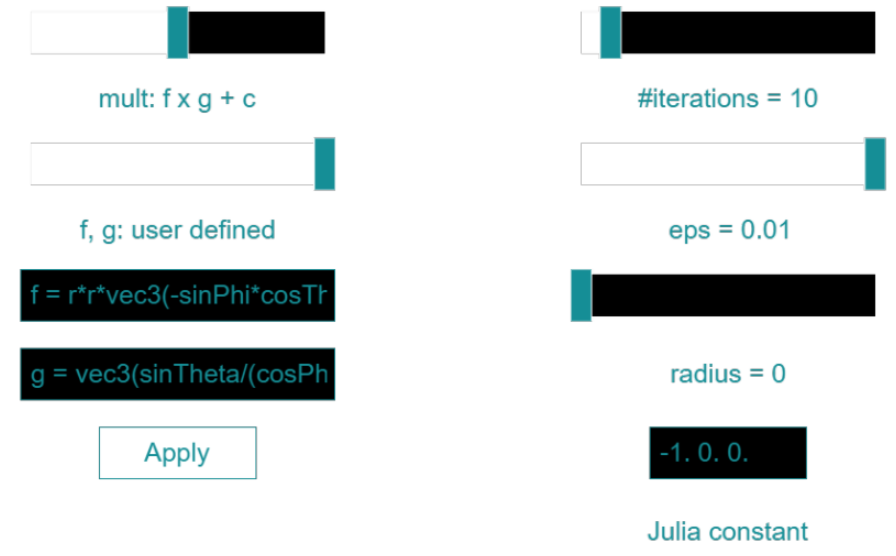 mult: f x g + c
f, g: user defined
f = r*r*vec3(-sinPhi*cosTh
g = vec3(sinTheta/(cosPh
Apply
#iterations = 10
eps = 0.01
radius = 0
-1. 0. 0.
Julia constant